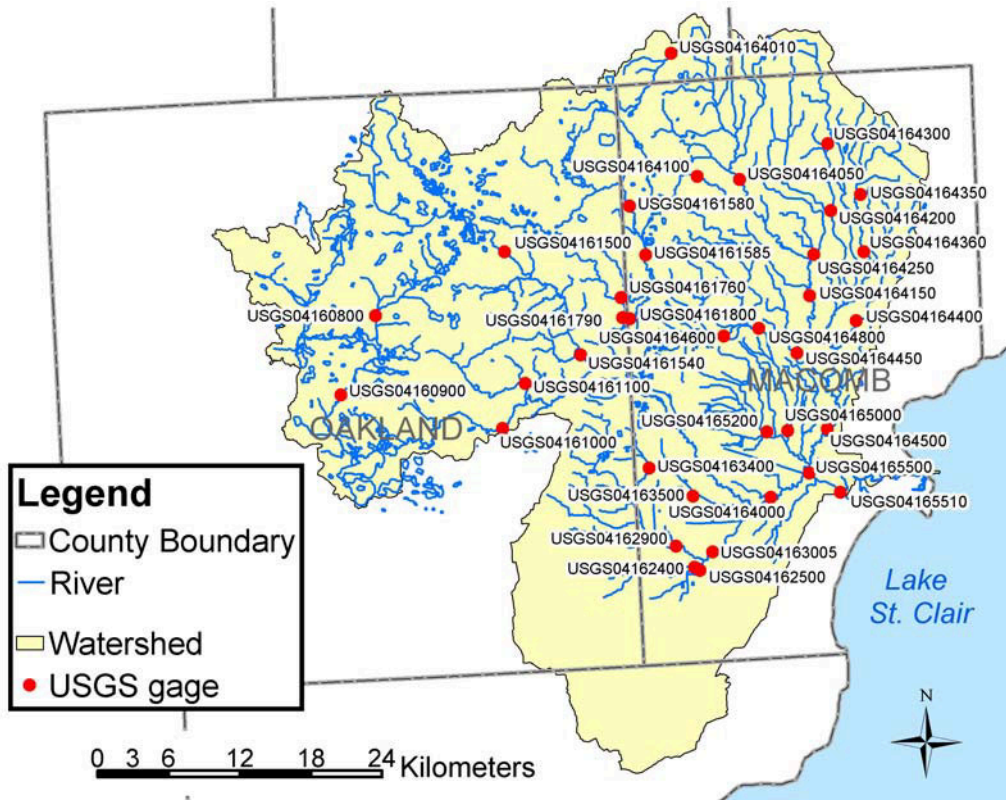 USGS04164010
USGS04164300
USGS04164100
USGS04164050
USGS04164350
USGS04161580
USGS04164200
USGS04161500
USGS04161585
USGS04164360
USGS04164250
USGS04161760
USGS04164150
USGS04160800
USGS04161790
USGS04161800
USGS04164400
USGS04164600
USGS04164800
USGS04161540
USGS04164450
USGS04161100
MACOMB
USGS04160900
USGS04165000
USGS04165200
OAKLAND
USGS04161000
USGS04164500
USGS04163400
USGS04165500
USGS04163500
USGS04164000
USGS04165510
USGS04162900
USGS04163005
USGS04162400
USGS04162500
Lake
St. Clair
Legend
County Boundary
River
Watershed
USGS gage
N
0 3 6 12 18 24 Kilometers